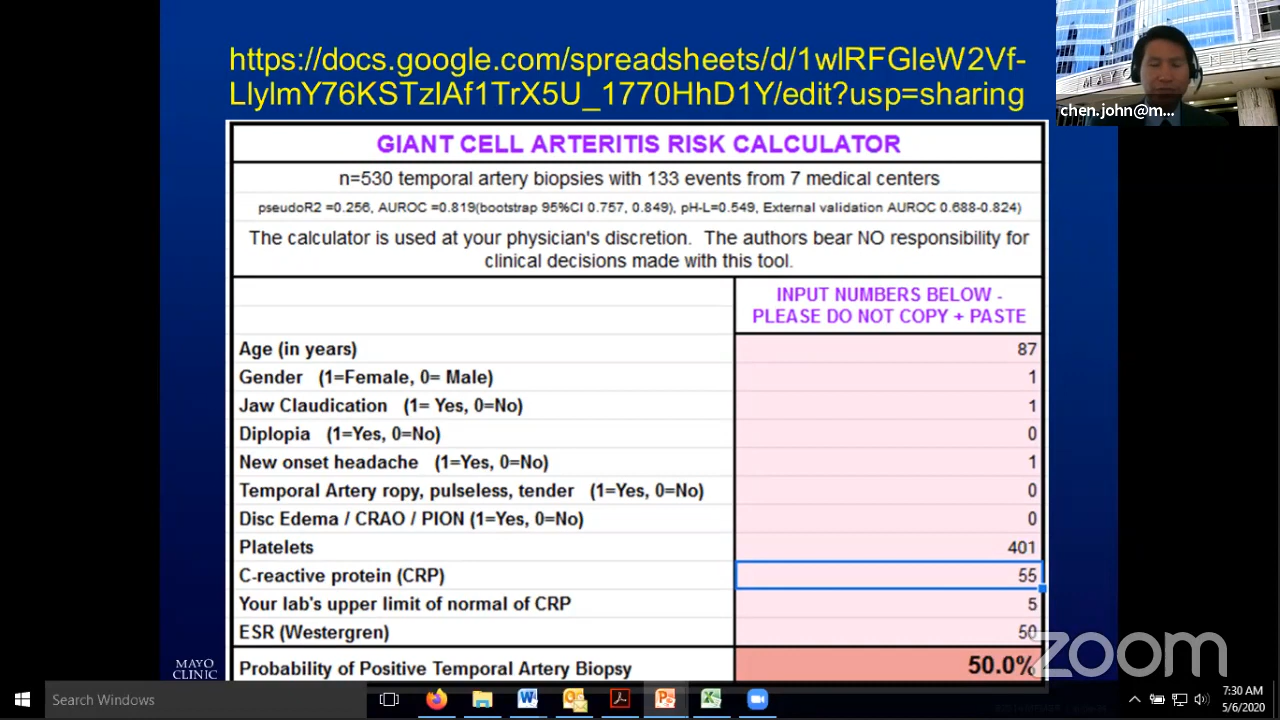 https://docs.google.com/spreadsheets/d/1wlRFGleW2Vf-
LlylmY76KSTzIAf1TrX5U_1770HhD1Y/edit?usp=sharing
chen.john@m...
GIANT CELL ARTERITIS RISK CALCULATOR
n=530 temporal artery biopsies with 133 events from 7 medical centers
pseudoR2 =0.256, AUROC =0.819(bootstrap 95%CI 0.757, 0.849), pH-L=0.549, External validation AUROC 0.688-0.824)
The calculator is used at your physician's discretion. The authors bear NO responsibility for
clinical decisions made with this tool.
INPUT NUMBERS BELOW -
PLEASE DO NOT COPY + PASTE
Age (in years) 87
Gender (1=Female, 0= Male) 1
Jaw Claudication (1= Yes, 0=No) 1
Diplopia (1=Yes, 0=No) 0
New onset headache (1=Yes, 0=No) 1
Temporal Artery ropy, pulseless, tender (1=Yes, 0=No) 0
Disc Edema / CRAO / PION (1=Yes, 0=No) 0
Platelets 401
C-reactive protein (CRP) 55
Your lab's upper limit of normal of CRP 5
ESR (Westergren) 50
Probability of Positive Temporal Artery Biopsy 50.0%
MAYO
CLINIC
zoom
Search Windows
7:30 AM
5/6/2020